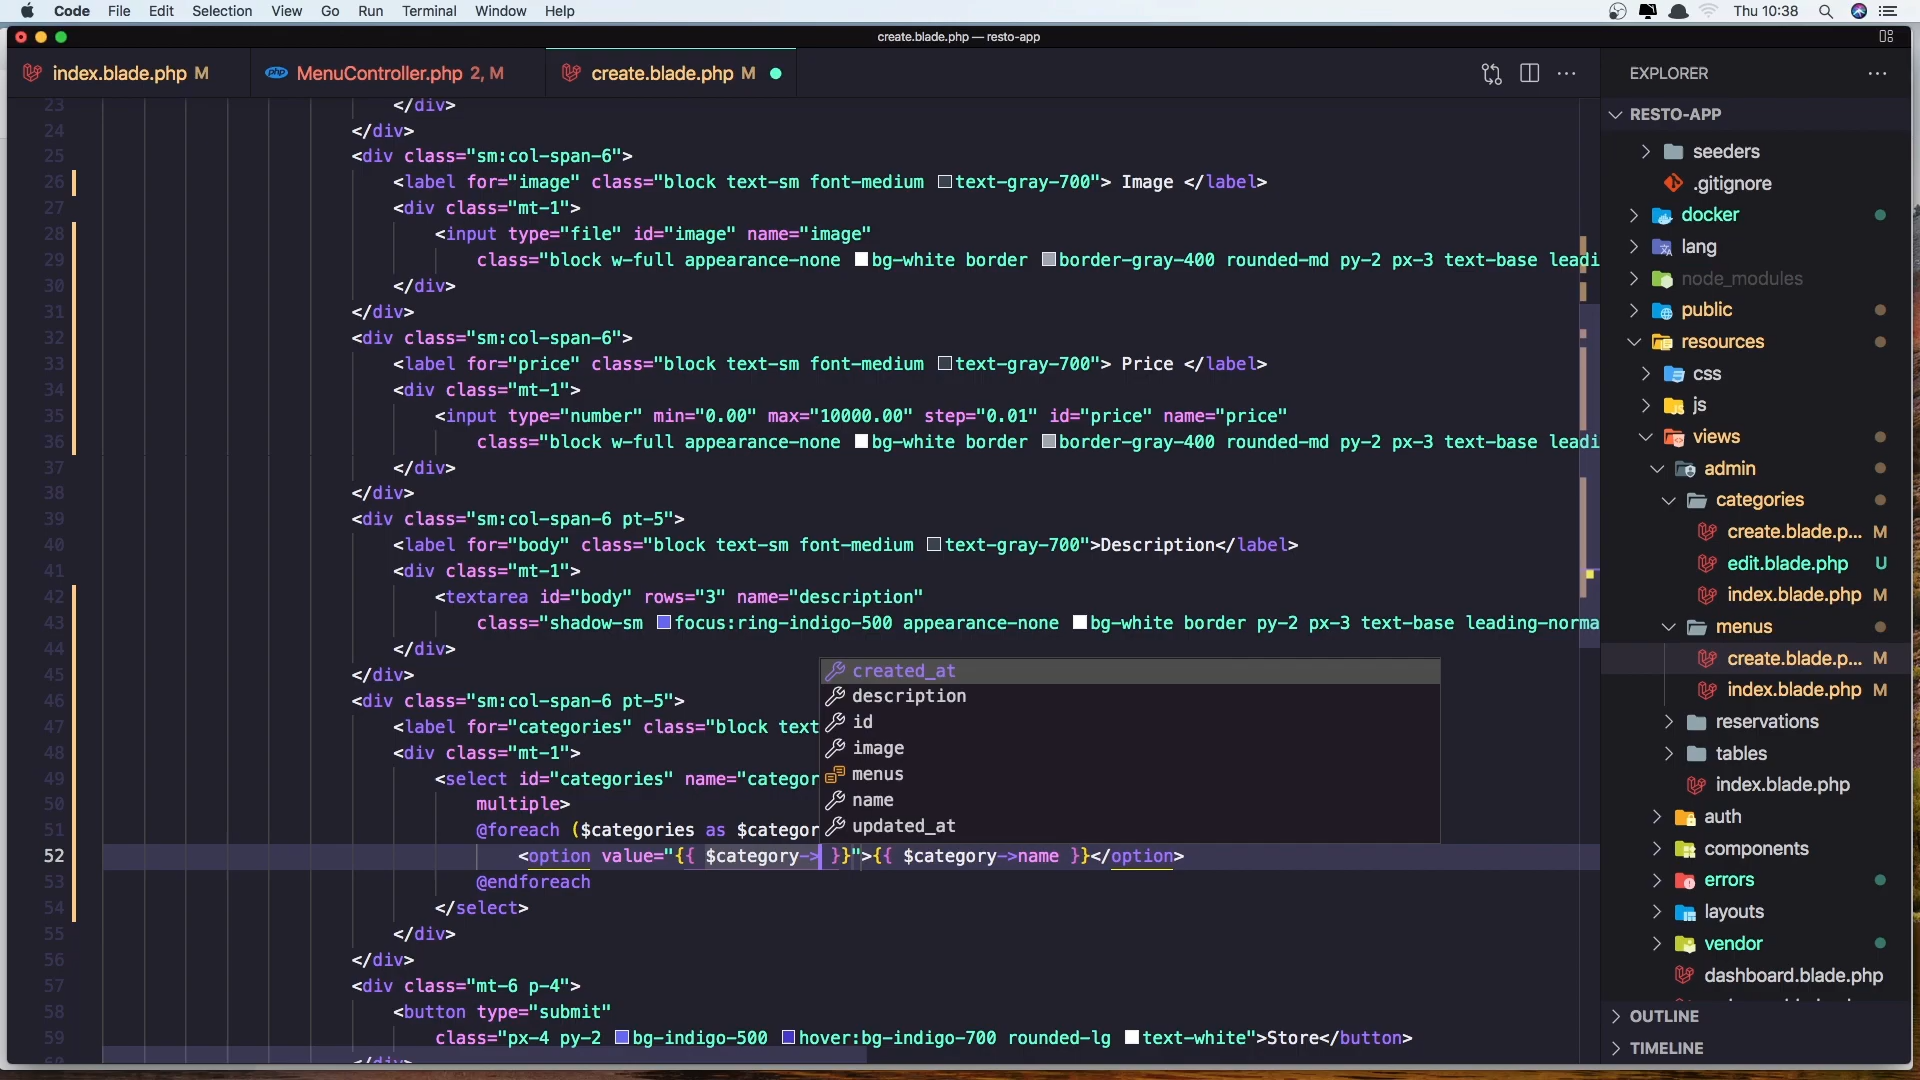 Code File Edit Selection View Go Run Terminal Window Help Thu 10:38
create.blade.php — resto-app
index.blade.php M MenuController.php 2, M create.blade.php M
23 </div>
24 </div>
25 <div class="sm:col-span-6">
26 <label for="image" class="block text-sm font-medium text-gray-700"> Image </label>
27 <div class="mt-1">
28 <input type="file" id="image" name="image"
29 class="block w-full appearance-none bg-white border border-gray-400 rounded-md py-2 px-3 text-base leadi
30 </div>
31 </div>
32 <div class="sm:col-span-6">
33 <label for="price" class="block text-sm font-medium text-gray-700"> Price </label>
34 <div class="mt-1">
35 <input type="number" min="0.00" max="10000.00" step="0.01" id="price" name="price"
36 class="block w-full appearance-none bg-white border border-gray-400 rounded-md py-2 px-3 text-base leadi
37 </div>
38 </div>
39 <div class="sm:col-span-6 pt-5">
40 <label for="body" class="block text-sm font-medium text-gray-700">Description</label>
41 <div class="mt-1">
42 <textarea id="body" rows="3" name="description"
43 class="shadow-sm focus:ring-indigo-500 appearance-none bg-white border py-2 px-3 text-base leading-norma
44 </div>
45 </div>
46 <div class="sm:col-span-6 pt-5">
47 <label for="categories" class="block text
48 <div class="mt-1">
49 <select id="categories" name="categor
50 multiple>
51 @foreach ($categories as $categor
52 <option value="{{ $category-> }}">{{ $category->name }}</option>
53 @endforeach
54 </select>
55 </div>
56 </div>
57 <div class="mt-6 p-4">
58 <button type="submit"
59 class="px-4 py-2 bg-indigo-500 hover:bg-indigo-700 rounded-lg text-white">Store</button>
60 </div>
created_at
description
id
image
menus
name
updated_at
EXPLORER
RESTO-APP
seeders
.gitignore
docker
lang
node_modules
public
resources
css
js
views
admin
categories
create.blade.p... M
edit.blade.php U
index.blade.php M
menus
create.blade.p... M
index.blade.php M
reservations
tables
index.blade.php
auth
components
errors
layouts
vendor
dashboard.blade.php
OUTLINE
TIMELINE